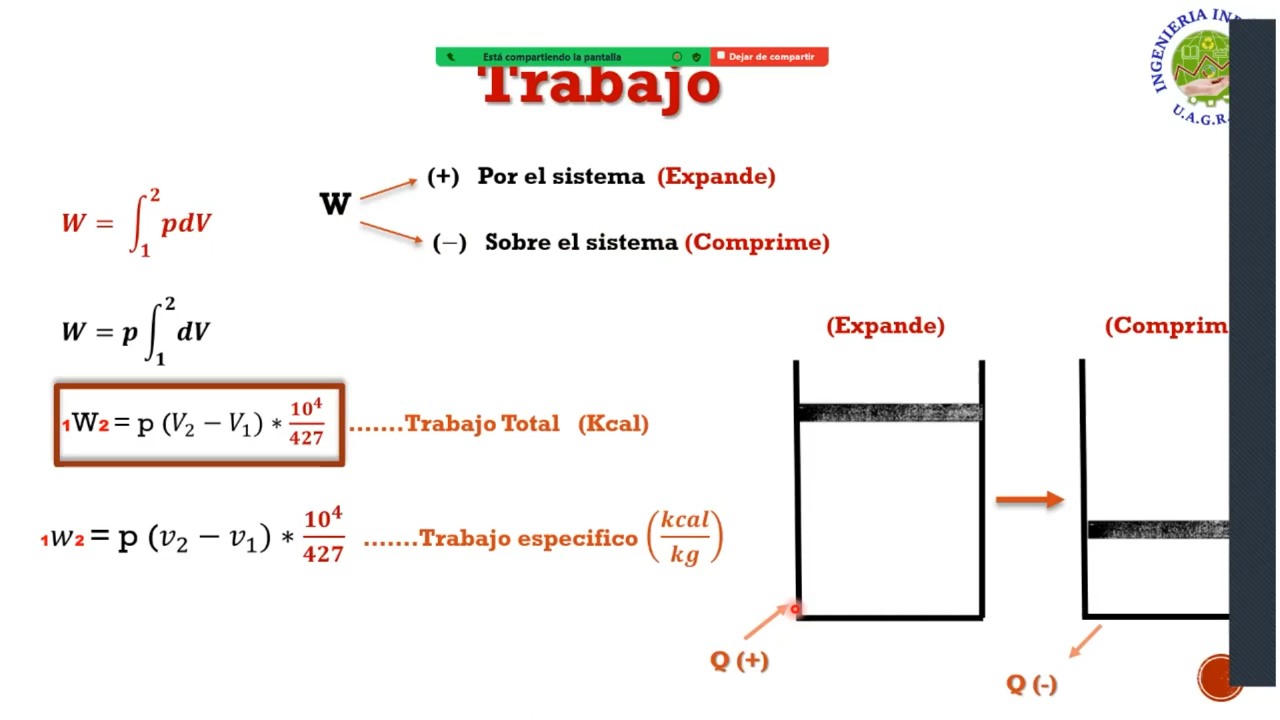 INGENIERIA IN
U.A.G.R.
Está compartiendo la pantalla
Dejar de compartir
Trabajo
W = ∫₁² pdV
W
(+) Por el sistema (Expande)
(−) Sobre el sistema (Comprime)
W = p ∫₁² dV
₁W₂ = p (V₂ − V₁) * 10⁴/427 .......Trabajo Total (Kcal)
₁w₂ = p (v₂ − v₁) * 10⁴/427 .......Trabajo especifico (kcal/kg)
(Expande)
(Comprim
Q (+)
Q (-)